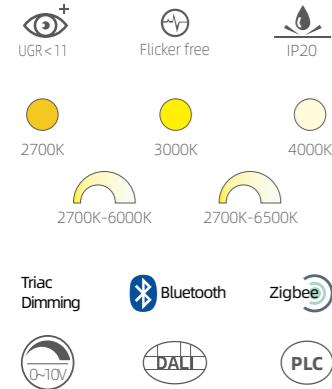 UGR<11
Flicker free
IP20
2700K
3000K
4000K
2700K-6000K
2700K-6500K
Triac
Dimming
Bluetooth
Zigbee
0~10V
DALI
PLC